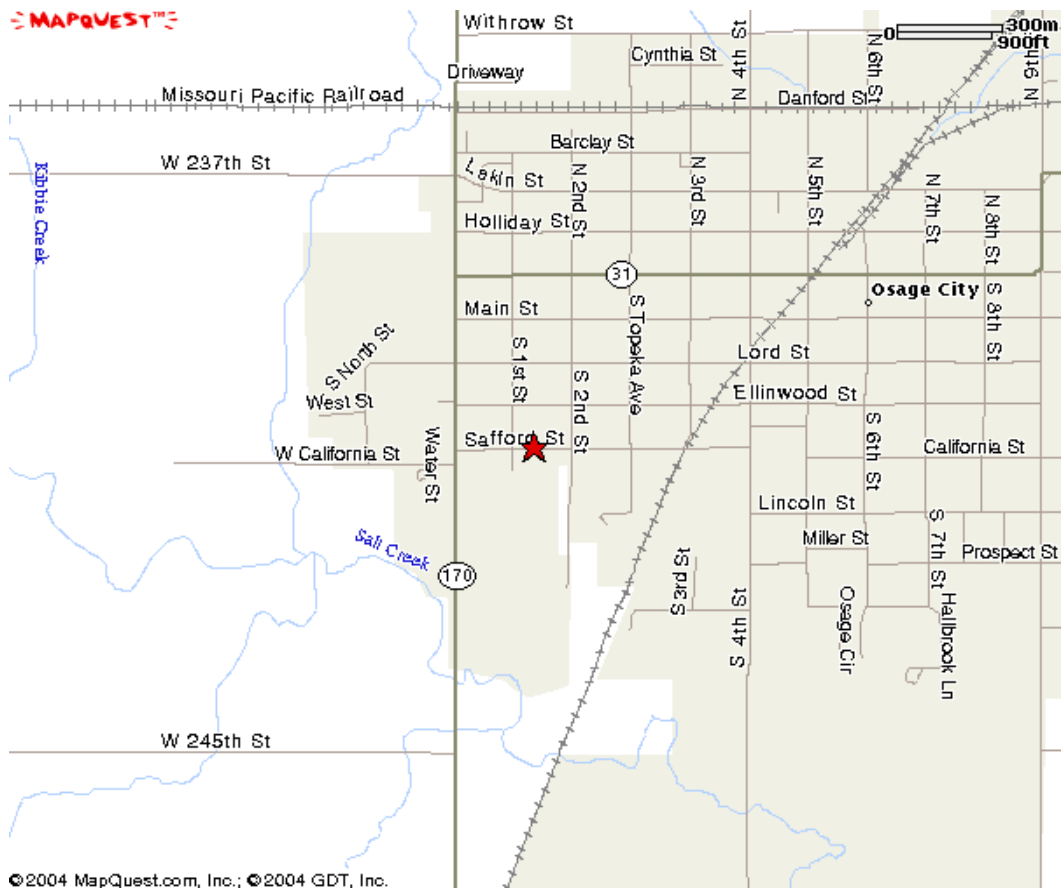 MAPQUEST™
Withrow St
0 300m
900ft
Cynthia St
N 4th St
N 6th St
N 9th
Driveway
Missouri Pacific Railroad
Danford St
Barclay St
W 237th St
Lakin St
N 2nd St
N 3rd St
N 5th St
N 7th St
N 8th St
Kibbie Creek
Holliday St
31
Osage City
Main St
S Topeka Ave
S 8th St
S North St
S 1st St
Lord St
West St
S 2nd St
Ellinwood St
Safford St
W California St
Water St
S 6th St
California St
Lincoln St
Salt Creek
Miller St
S 7th St
Prospect St
170
S 3rd St
S 4th St
Osage Cir
Hallbrook Ln
W 245th St
©2004 MapQuest.com, Inc.; ©2004 GDT, Inc.